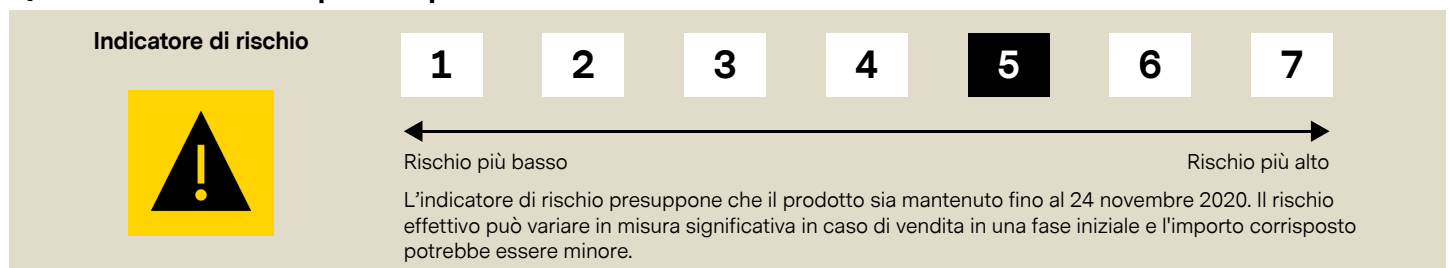 Indicatore di rischio
1 2 3 4 5 6 7
Rischio più basso Rischio più alto
L'indicatore di rischio presuppone che il prodotto sia mantenuto fino al 24 novembre 2020. Il rischio
effettivo può variare in misura significativa in caso di vendita in una fase iniziale e l'importo corrisposto
potrebbe essere minore.